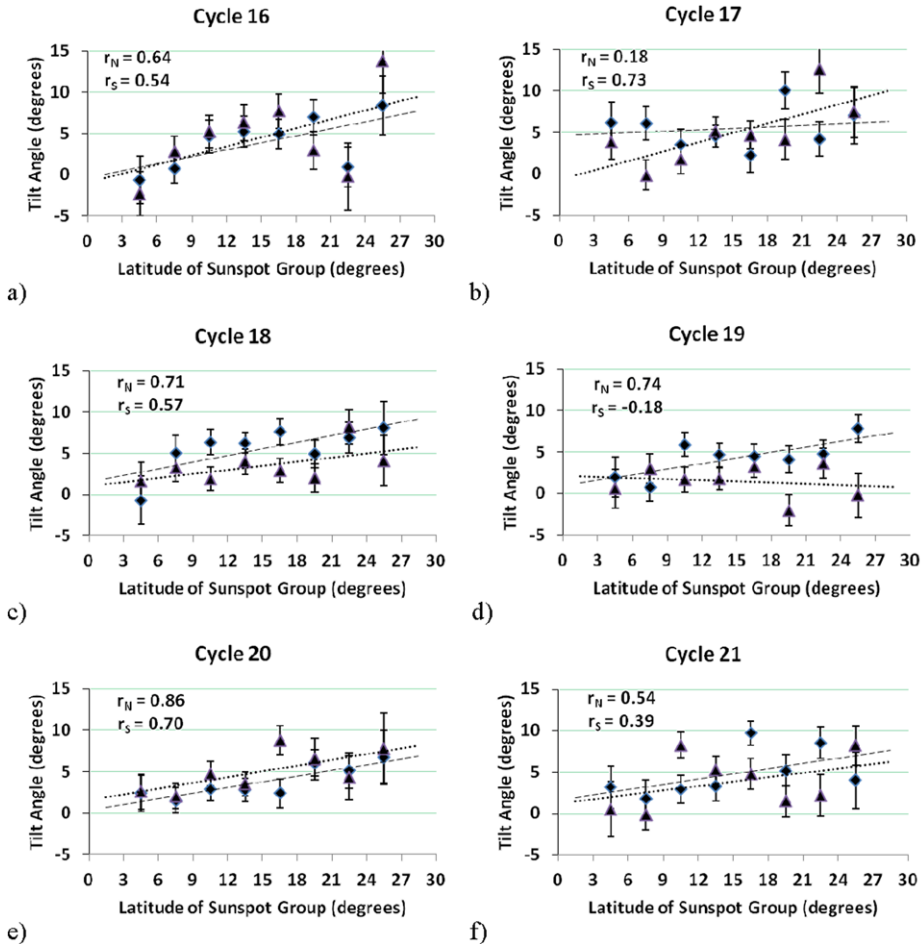 Cycle 16
r_N = 0.64
r_S = 0.54
Tilt Angle (degrees)
15
10
5
0
-5
0 3 6 9 12 15 18 21 24 27 30
Latitude of Sunspot Group (degrees)
a)
Cycle 17
r_N = 0.18
r_S = 0.73
Tilt Angle (degrees)
15
10
5
0
-5
0 3 6 9 12 15 18 21 24 27 30
Latitude of Sunspot Group (degrees)
b)
Cycle 18
r_N = 0.71
r_S = 0.57
Tilt Angle (degrees)
15
10
5
0
-5
0 3 6 9 12 15 18 21 24 27 30
Latitude of Sunspot Group (degrees)
c)
Cycle 19
r_N = 0.74
r_S = -0.18
Tilt Angle (degrees)
15
10
5
0
-5
0 3 6 9 12 15 18 21 24 27 30
Latitude of Sunspot Group (degrees)
d)
Cycle 20
r_N = 0.86
r_S = 0.70
Tilt Angle (degrees)
15
10
5
0
-5
0 3 6 9 12 15 18 21 24 27 30
Latitude of Sunspot Group (degrees)
e)
Cycle 21
r_N = 0.54
r_S = 0.39
Tilt Angle (degrees)
15
10
5
0
-5
0 3 6 9 12 15 18 21 24 27 30
Latitude of Sunspot Group (degrees)
f)